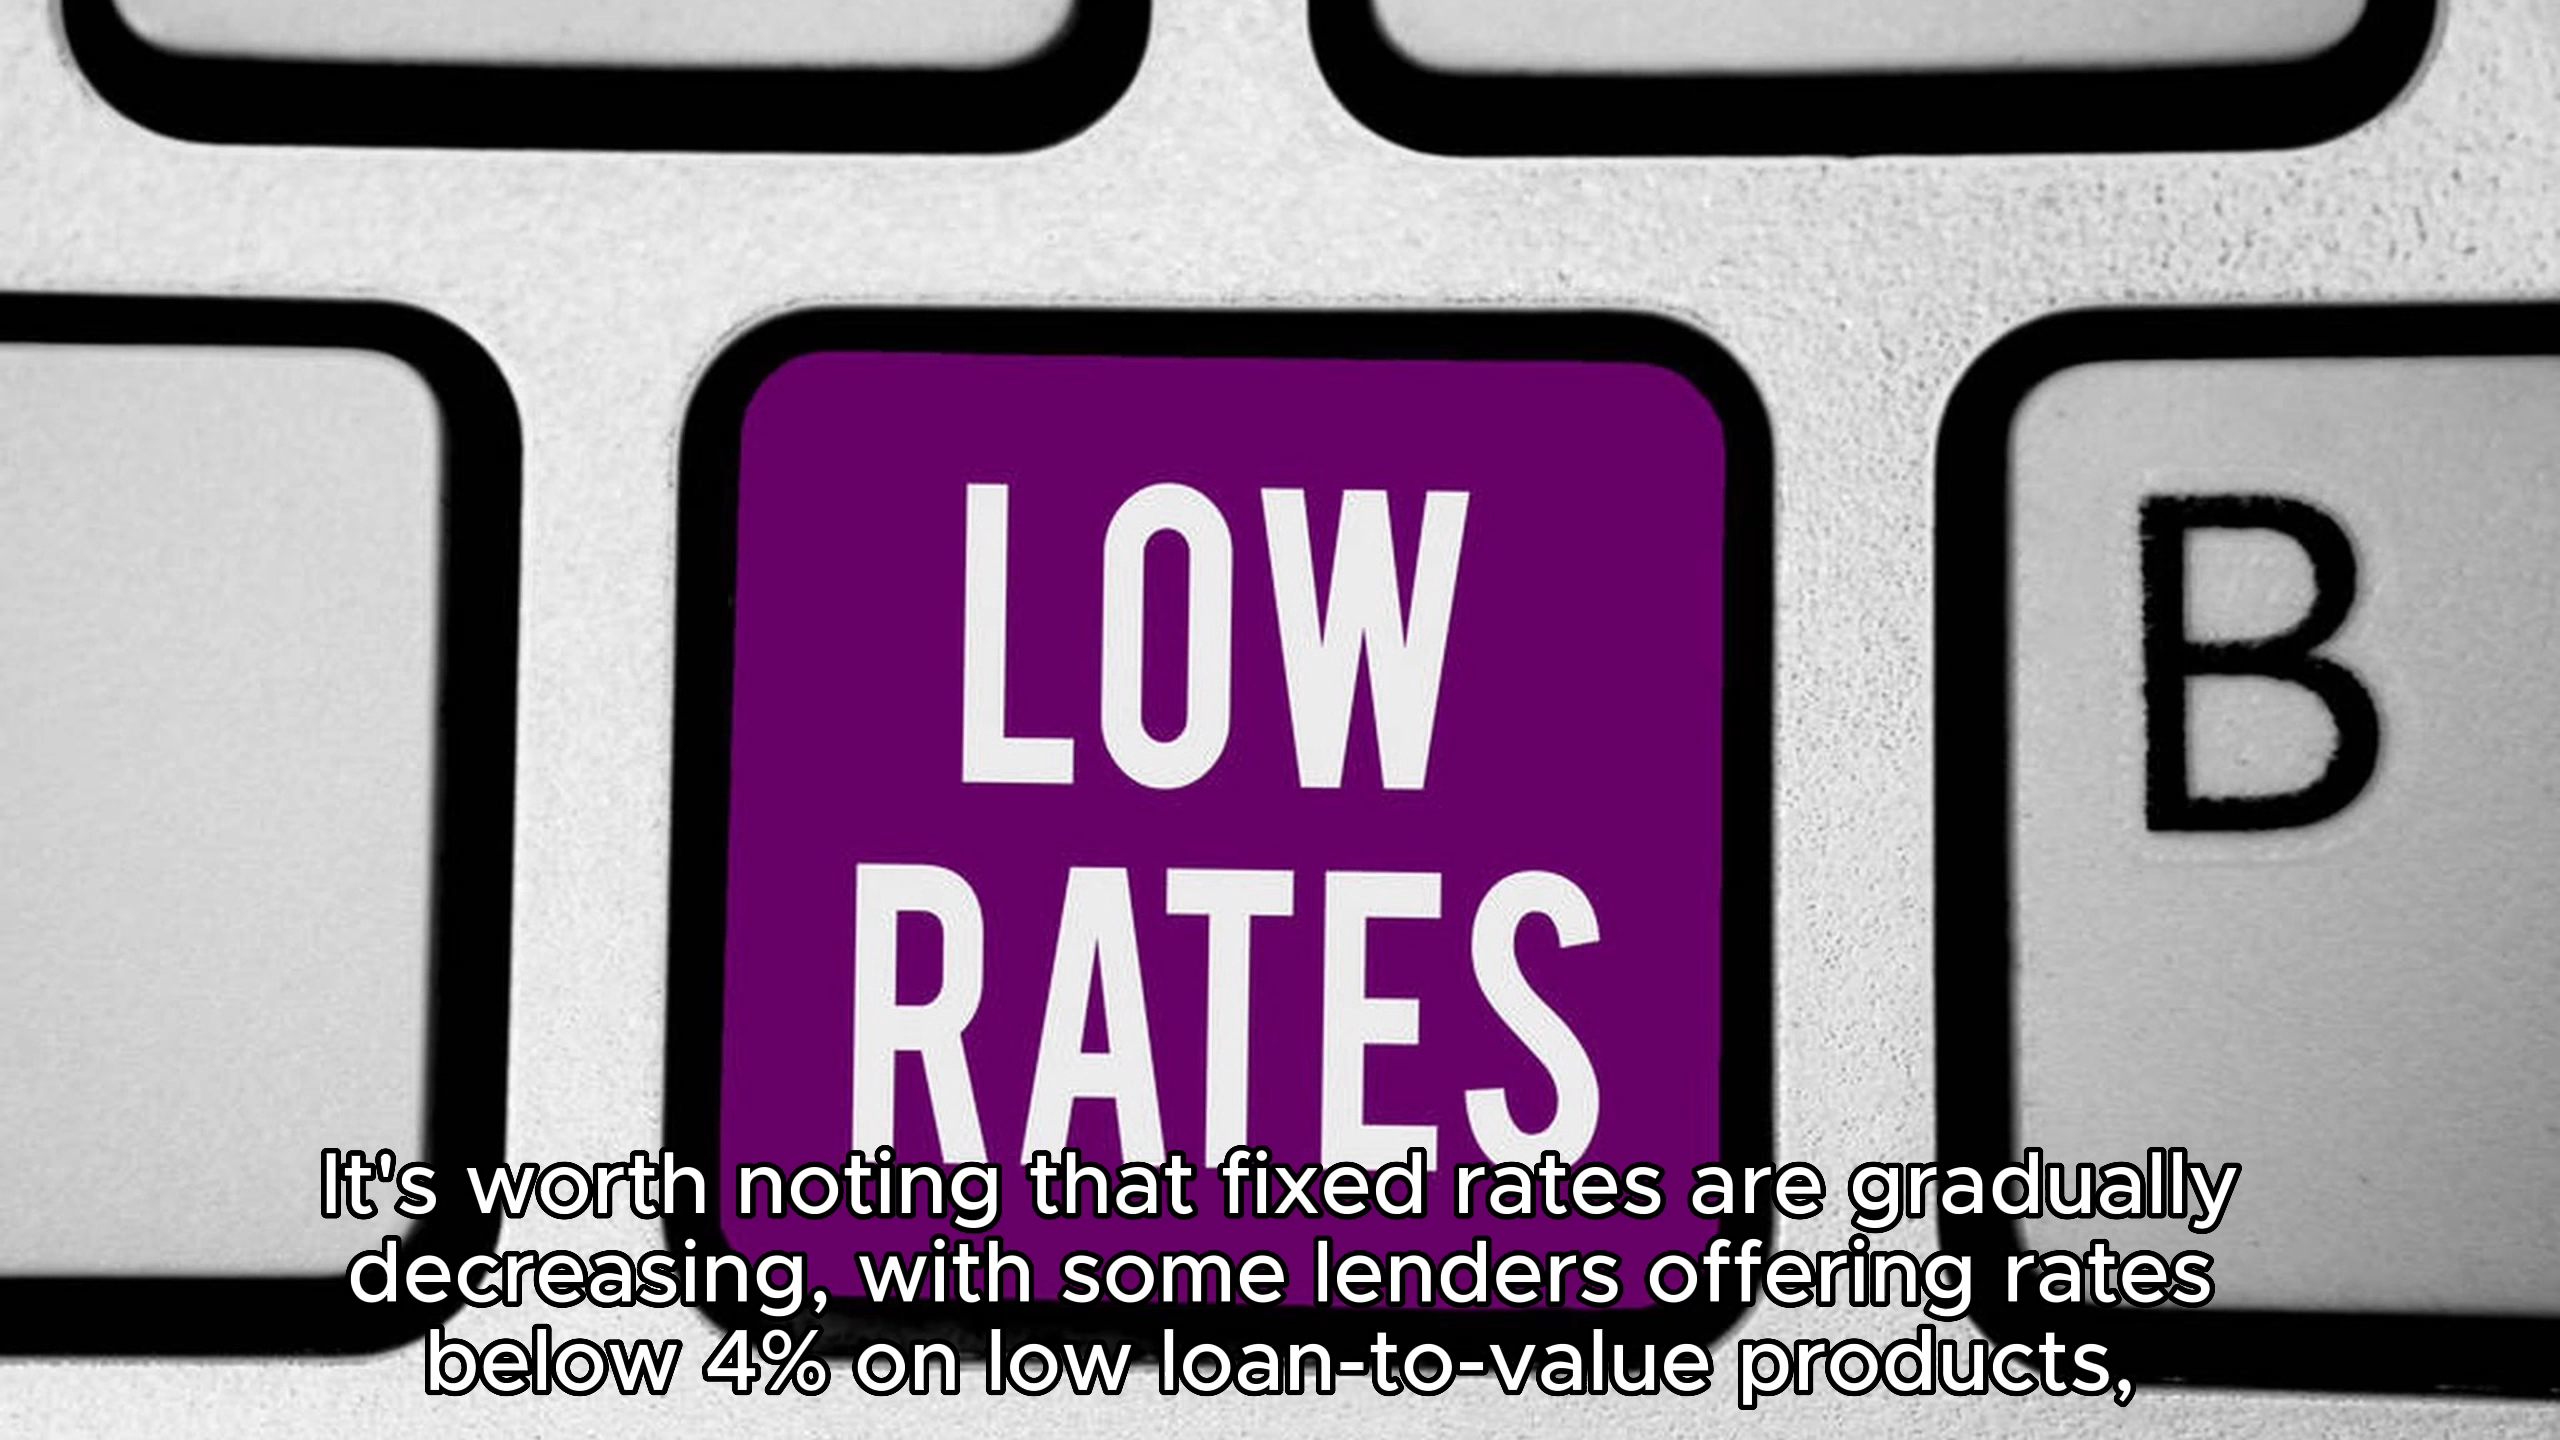 LOW
RATES
B
It's worth noting that fixed rates are gradually
decreasing, with some lenders offering rates
below 4% on low loan-to-value products,